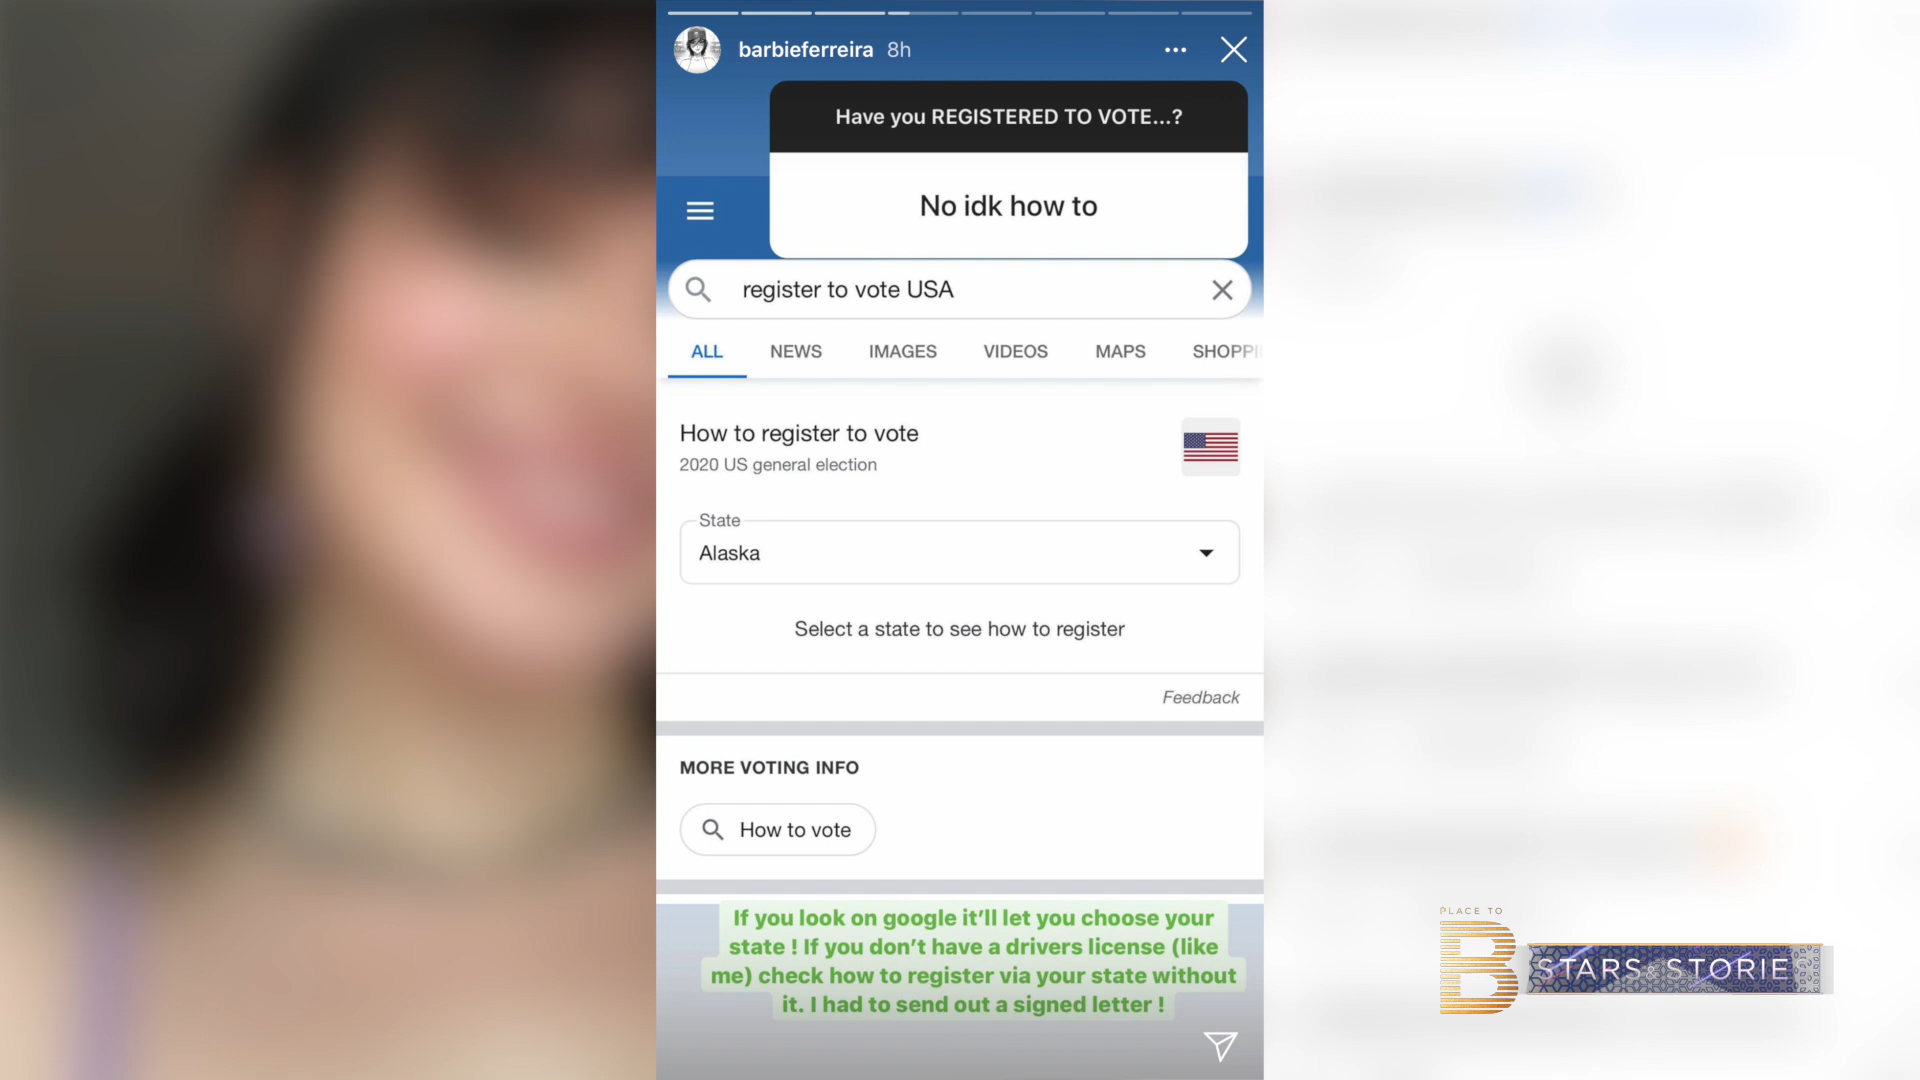 barbieferreira 8h
Have you REGISTERED TO VOTE...?
No idk how to
register to vote USA
ALL NEWS IMAGES VIDEOS MAPS SHOPPI
How to register to vote
2020 US general election
State
Alaska
Select a state to see how to register
Feedback
MORE VOTING INFO
How to vote
If you look on google it'll let you choose your
state ! If you don't have a drivers license (like
me) check how to register via your state without
it. I had to send out a signed letter !
PLACE TO
B
STARS & STORIE